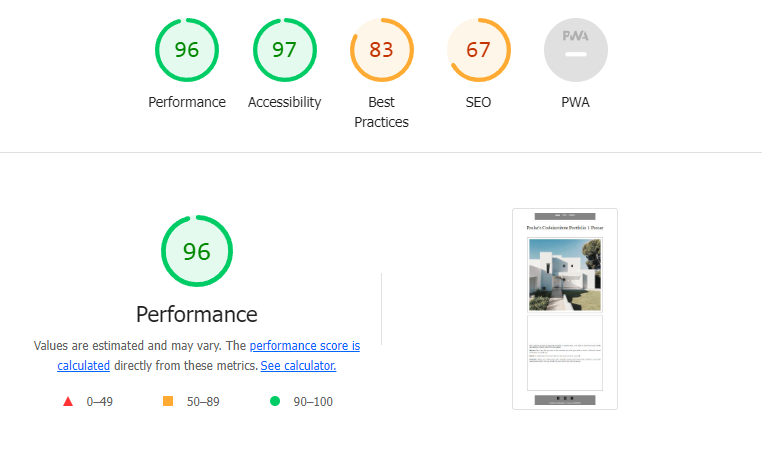 96
97
83
67
PWA
Performance
Accessibility
Best
Practices
SEO
PWA
96
Performance
Values are estimated and may vary. The performance score is
calculated directly from these metrics. See calculator.
0–49
50–89
90–100